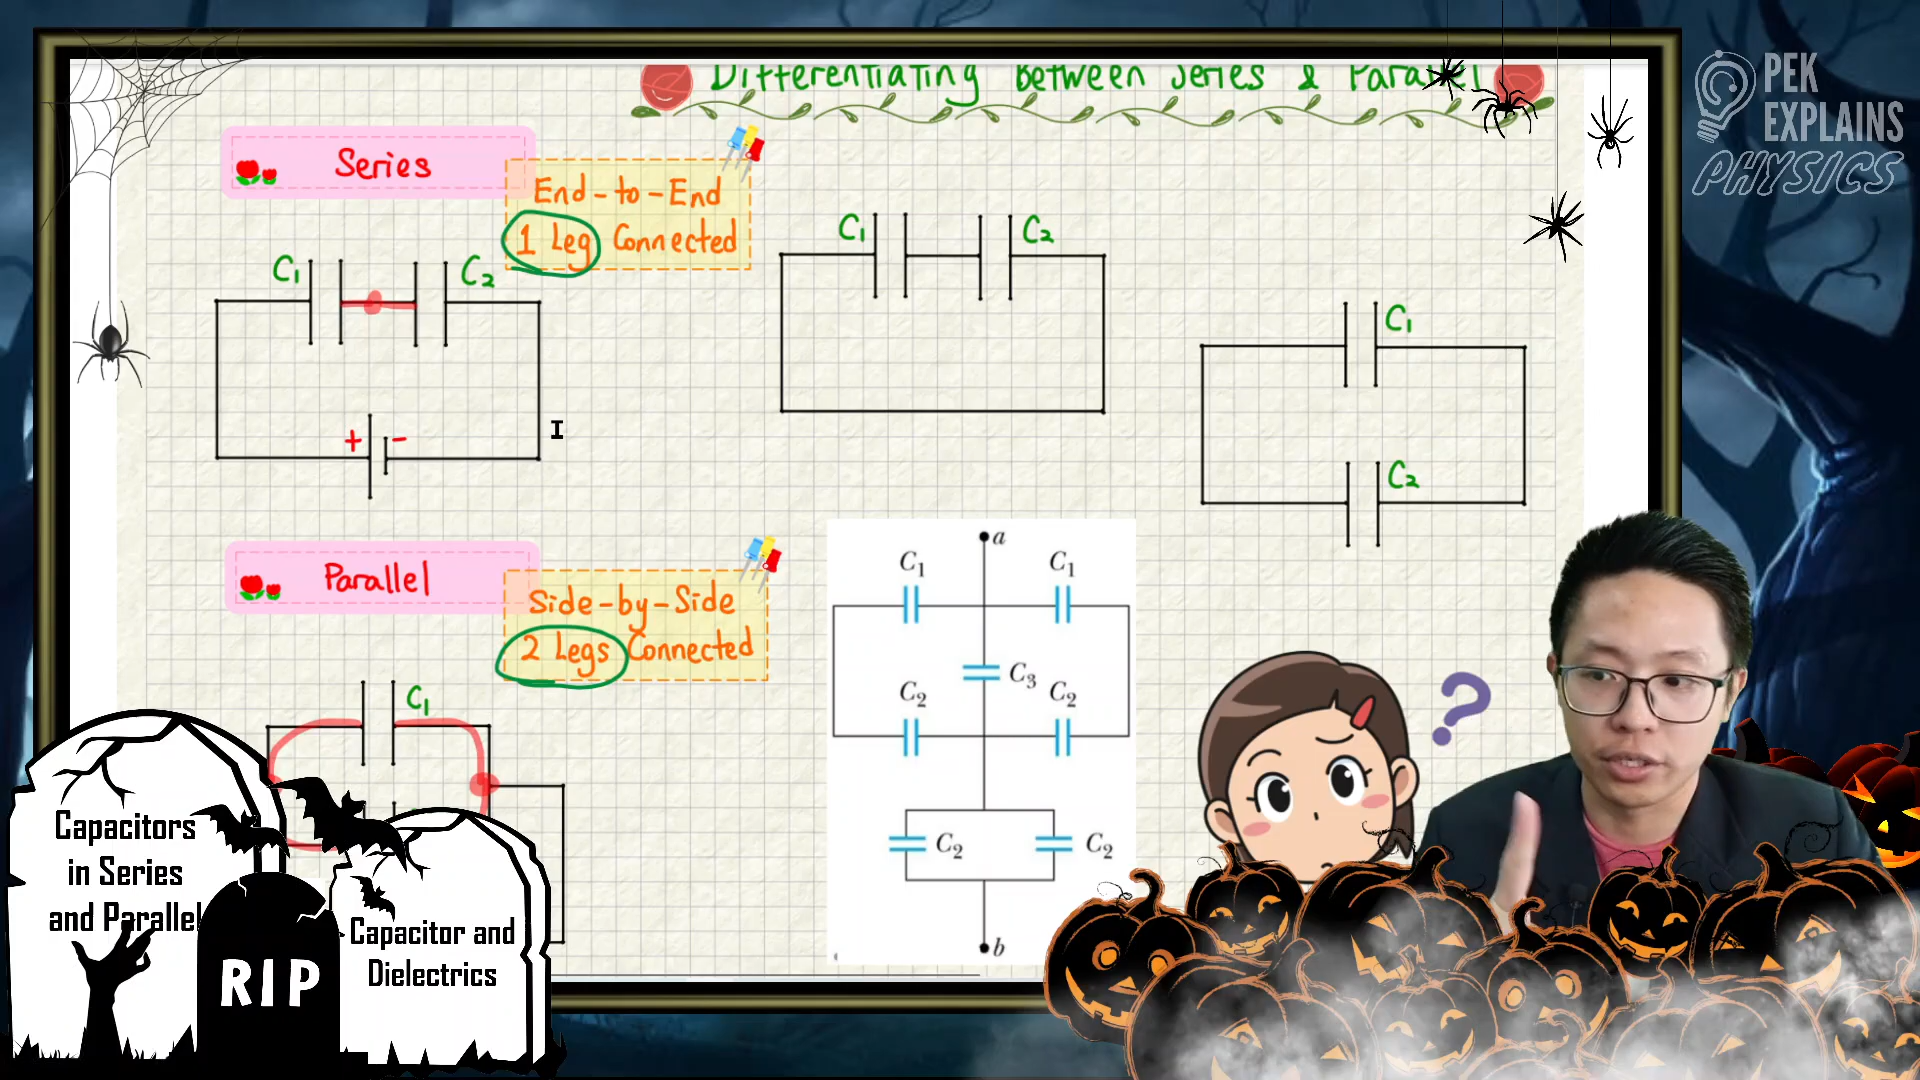 Differentiating Between Series & Parallel
PEK
EXPLAINS
PHYSICS
Series
End-to-End
1 Leg Connected
C1
C2
+
-
C1
C2
C1
C2
Parallel
Side-by-Side
2 Legs Connected
C1
a
C1
C1
C3
C2
C2
C2
C2
b
?
Capacitors
in Series
and Parallel
RIP
Capacitor and
Dielectrics